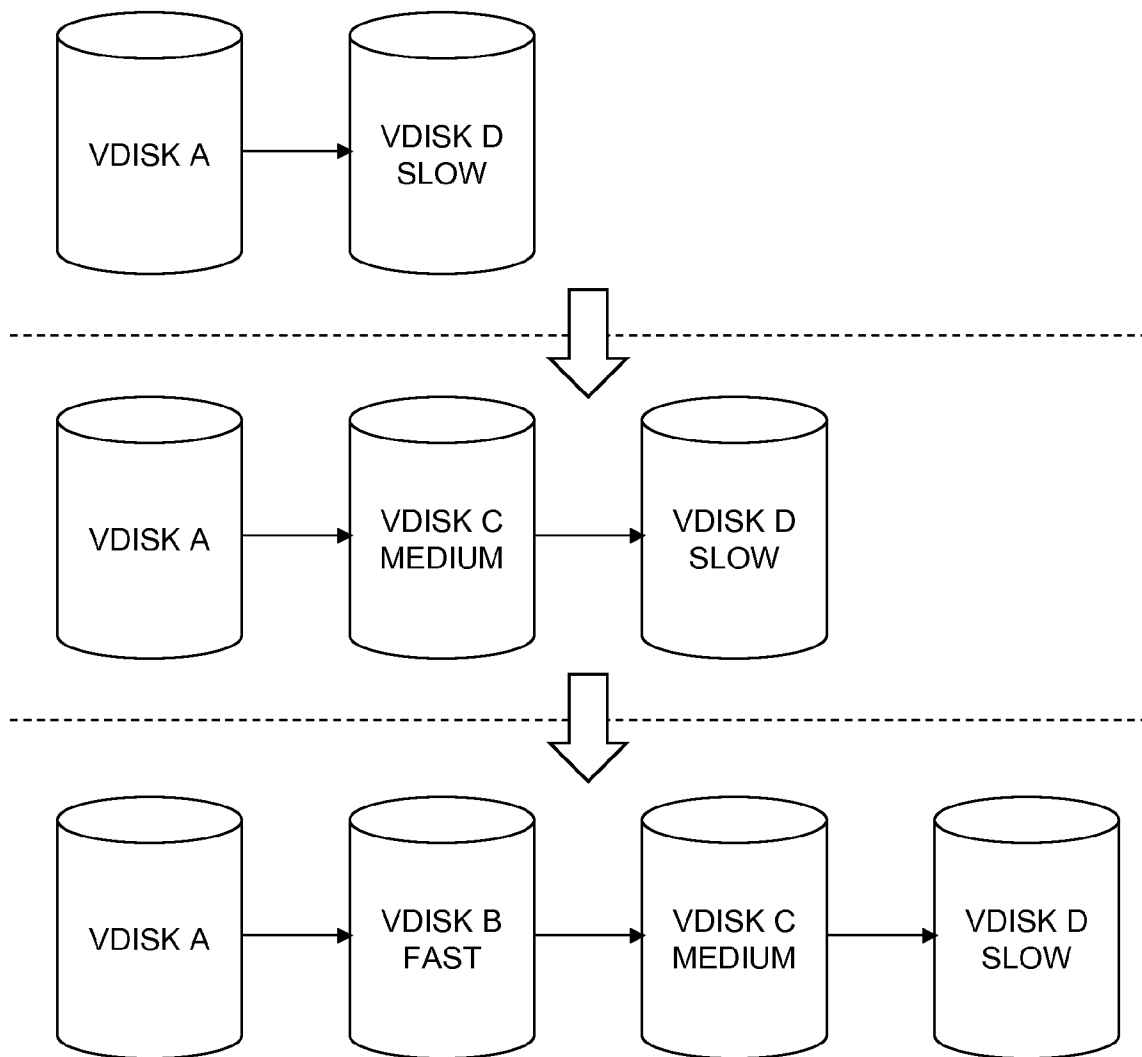 VDISK A
VDISK D
SLOW
VDISK A
VDISK C
MEDIUM
VDISK D
SLOW
VDISK A
VDISK B
FAST
VDISK C
MEDIUM
VDISK D
SLOW